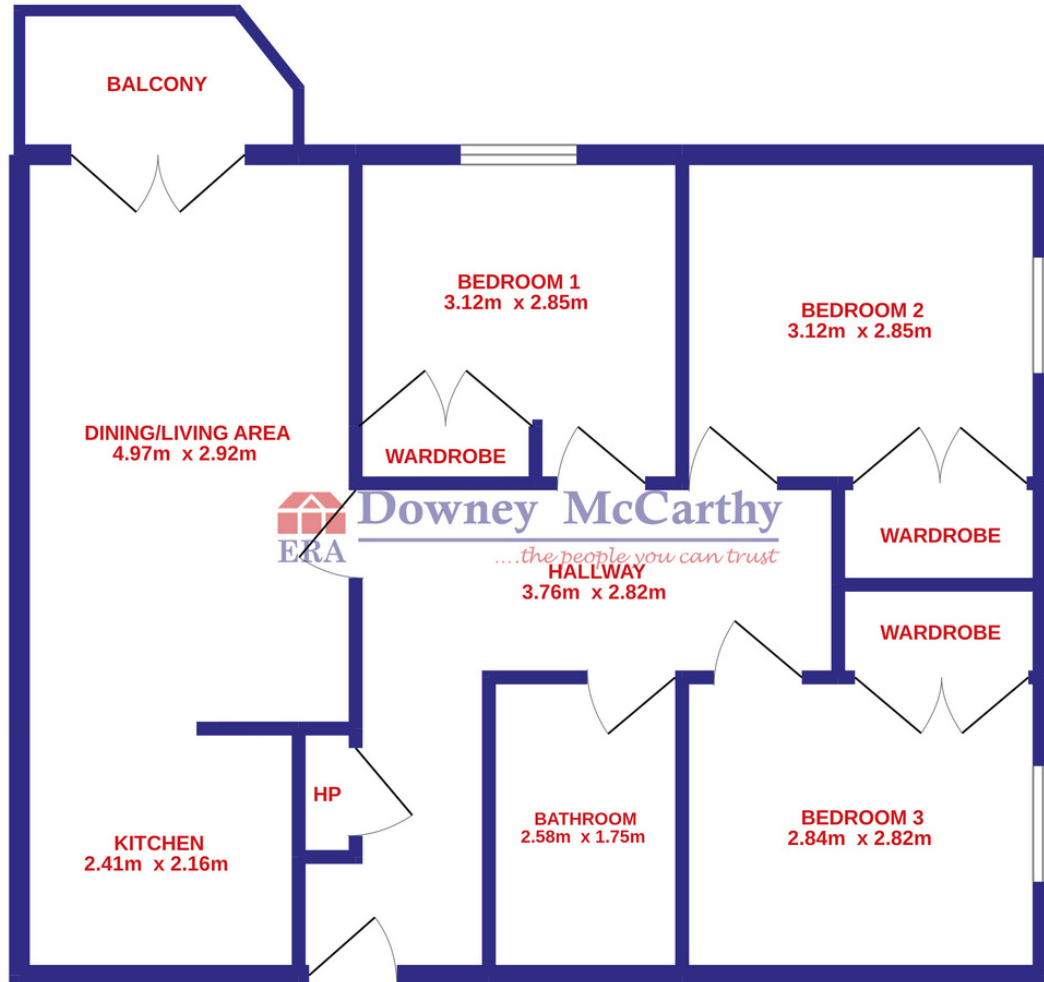 BALCONY
BEDROOM 1
3.12m x 2.85m
BEDROOM 2
3.12m x 2.85m
DINING/LIVING AREA
4.97m x 2.92m
WARDROBE
Downey McCarthy
ERA
....the people you can trust
HALLWAY
3.76m x 2.82m
WARDROBE
WARDROBE
HP
KITCHEN
2.41m x 2.16m
BATHROOM
2.58m x 1.75m
BEDROOM 3
2.84m x 2.82m